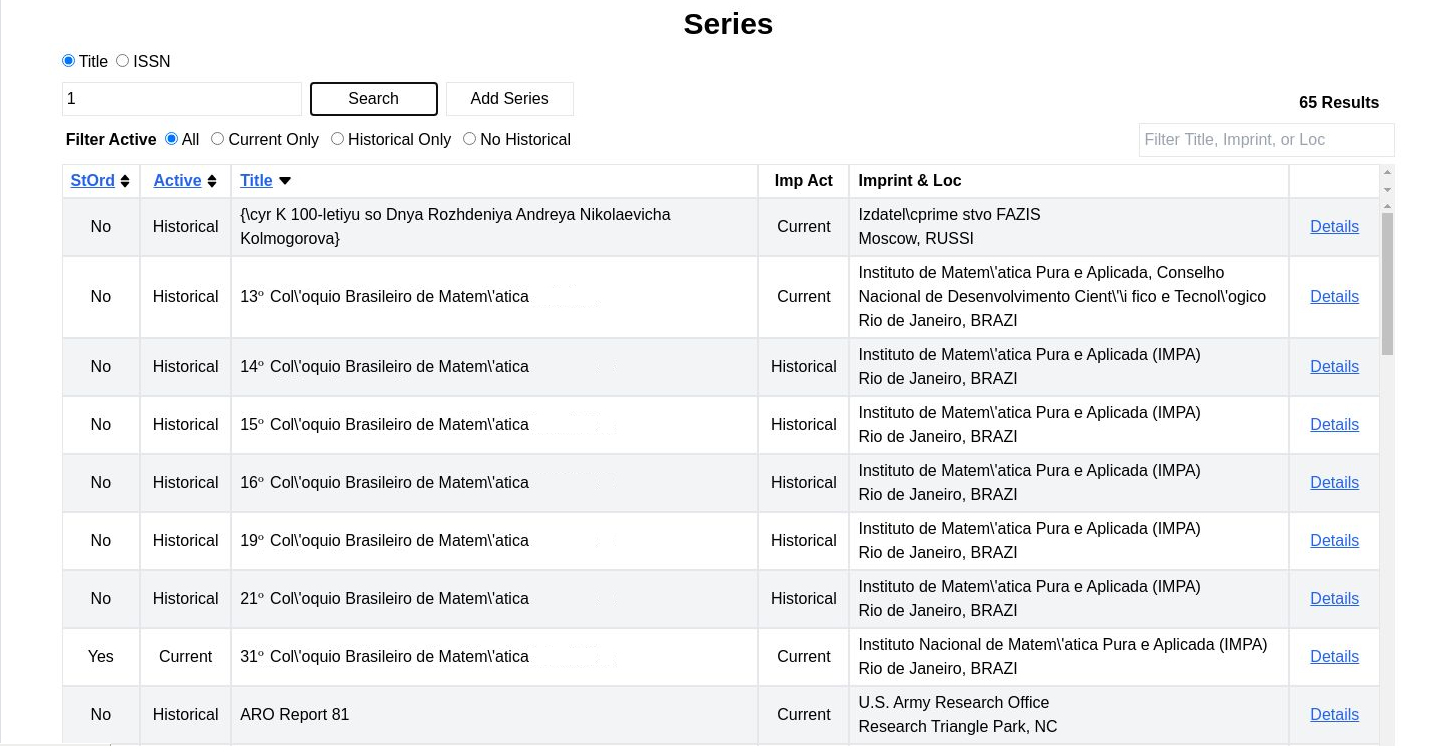 Series
Title ISSN
1 Search Add Series
65 Results
Filter Active All Current Only Historical Only No Historical
Filter Title, Imprint, or Loc
StOrd Active Title Imp Act Imprint & Loc
No Historical {\cyr K 100-letiyu so Dnya Rozhdeniya Andreya Nikolaevicha
Kolmogorova} Current Izdatel\cprime stvo FAZIS
Moscow, RUSSI Details
No Historical 13º Col\'oquio Brasileiro de Matem\'atica Current Instituto de Matem\'atica Pura e Aplicada, Conselho
Nacional de Desenvolvimento Cient\'\i fico e Tecnol\'ogico
Rio de Janeiro, BRAZI Details
No Historical 14º Col\'oquio Brasileiro de Matem\'atica Historical Instituto de Matem\'atica Pura e Aplicada (IMPA)
Rio de Janeiro, BRAZI Details
No Historical 15º Col\'oquio Brasileiro de Matem\'atica Historical Instituto de Matem\'atica Pura e Aplicada (IMPA)
Rio de Janeiro, BRAZI Details
No Historical 16º Col\'oquio Brasileiro de Matem\'atica Historical Instituto de Matem\'atica Pura e Aplicada (IMPA)
Rio de Janeiro, BRAZI Details
No Historical 19º Col\'oquio Brasileiro de Matem\'atica Historical Instituto de Matem\'atica Pura e Aplicada (IMPA)
Rio de Janeiro, BRAZI Details
No Historical 21º Col\'oquio Brasileiro de Matem\'atica Historical Instituto de Matem\'atica Pura e Aplicada (IMPA)
Rio de Janeiro, BRAZI Details
Yes Current 31º Col\'oquio Brasileiro de Matem\'atica Current Instituto Nacional de Matem\'atica Pura e Aplicada (IMPA)
Rio de Janeiro, BRAZI Details
No Historical ARO Report 81 Current U.S. Army Research Office
Research Triangle Park, NC Details